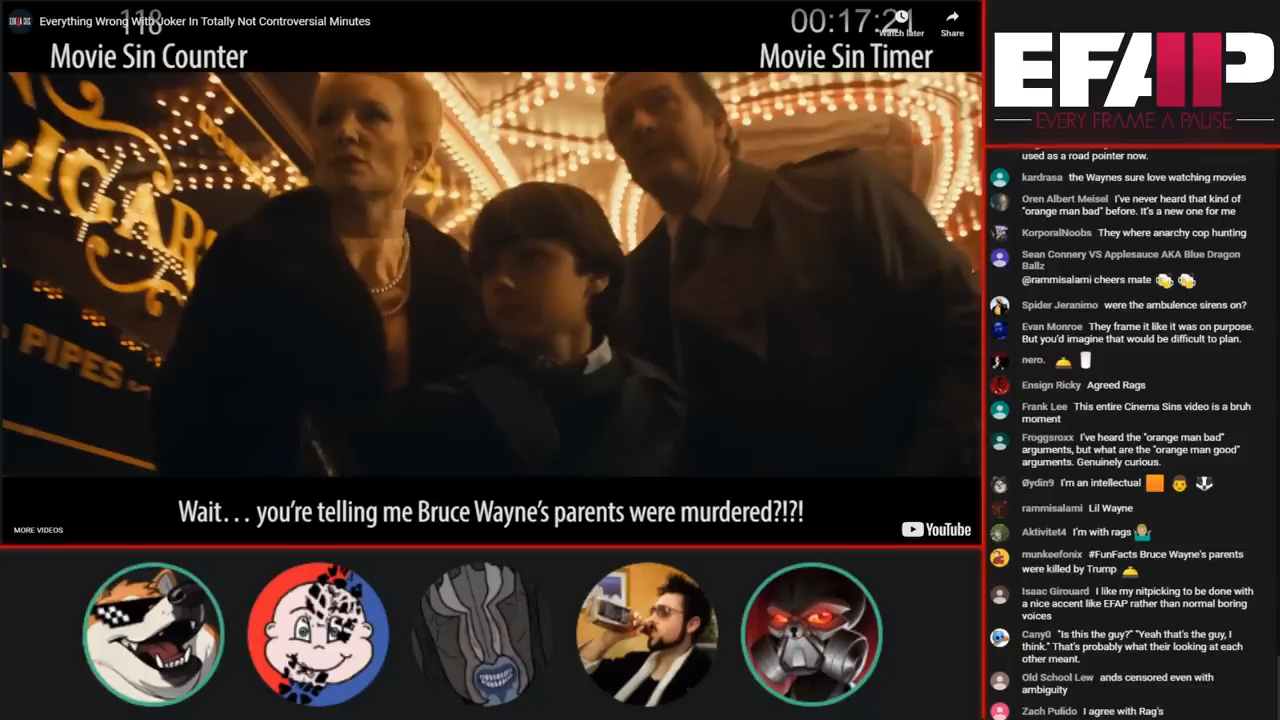 Everything Wrong With Joker In Totally Not Controversial Minutes
118
Movie Sin Counter
00:17:21
Movie Sin Timer
Watch later
Share
CIGAR
PIPES
Wait… you're telling me Bruce Wayne's parents were murdered?!?!
MORE VIDEOS
YouTube
EFAP
EVERY FRAME A PAUSE
used as a road pointer now.
kardrasa the Waynes sure love watching movies
Oren Albert Meisel I've never heard that kind of
"orange man bad" before. It's a new one for me
KorporalNoobs They where anarchy cop hunting
Sean Connery VS Applesauce AKA Blue Dragon
Ballz
@rammisalami cheers mate
Spider Jeranimo were the ambulence sirens on?
Evan Monroe They frame it like it was on purpose.
But you'd imagine that would be difficult to plan.
nero.
Ensign Ricky Agreed Rags
Frank Lee This entire Cinema Sins video is a bruh
moment
Froggsroxx I've heard the "orange man bad"
arguments, but what are the "orange man good"
arguments. Genuinely curious.
Øydin9 I'm an intellectual
rammisalami Lil Wayne
Aktivitet4 I'm with rags
munkeefonix #FunFacts Bruce Wayne's parents
were killed by Trump
Isaac Girouard I like my nitpicking to be done with
a nice accent like EFAP rather than normal boring
voices
Cany0 "Is this the guy?" "Yeah that's the guy, I
think." That's probably what their looking at each
other meant.
Old School Lew ands censored even with
ambiguity
Zach Pulido I agree with Rag's